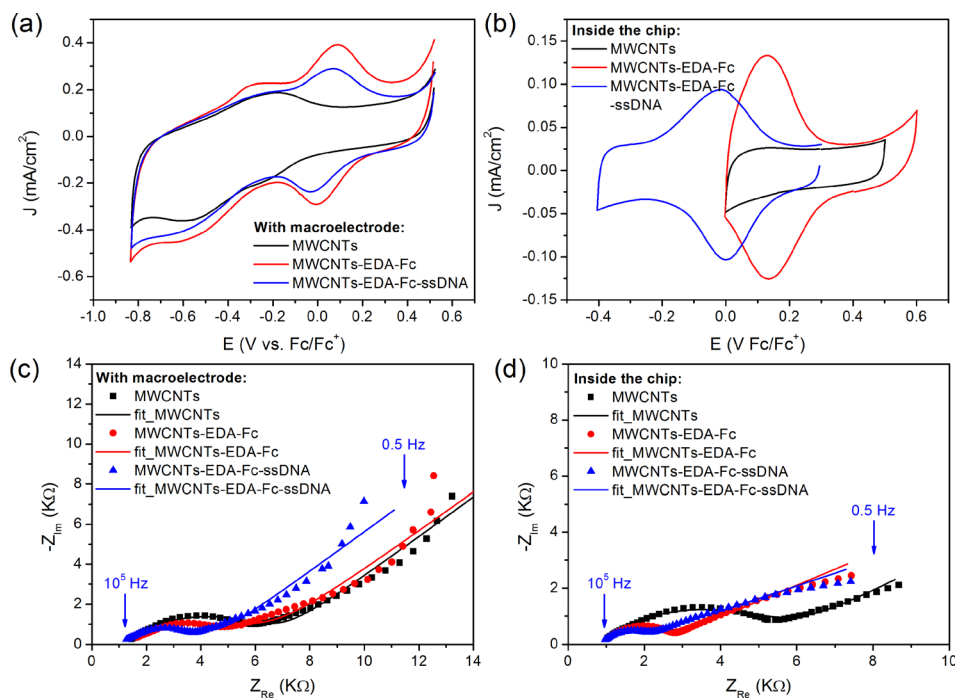 (a)
0.4
0.2
0.0
-0.2
-0.4
-0.6
J (mA/cm²)
With macroelectrode:
MWCNTs
MWCNTs-EDA-Fc
MWCNTs-EDA-Fc-ssDNA
-1.0 -0.8 -0.6 -0.4 -0.2 0.0 0.2 0.4 0.6
E (V vs. Fc/Fc⁺)
(b)
0.15
0.10
0.05
0.00
-0.05
-0.10
-0.15
J (mA/cm²)
Inside the chip:
MWCNTs
MWCNTs-EDA-Fc
MWCNTs-EDA-Fc
-ssDNA
-0.4 -0.2 0.0 0.2 0.4 0.6
E (V Fc/Fc⁺)
(c)
10
8
6
4
2
0
-Z_Im (KΩ)
With macroelectrode:
MWCNTs
fit_MWCNTs
MWCNTs-EDA-Fc
fit_MWCNTs-EDA-Fc
MWCNTs-EDA-Fc-ssDNA
fit_MWCNTs-EDA-Fc-ssDNA
0.5 Hz
10⁵ Hz
0 2 4 6 8 10 12 14
Z_Re (KΩ)
(d)
10
8
6
4
2
0
-Z_Im (KΩ)
Inside the chip:
MWCNTs
fit_MWCNTs
MWCNTs-EDA-Fc
fit_MWCNTs-EDA-Fc
MWCNTs-EDA-Fc-ssDNA
fit_MWCNTs-EDA-Fc-ssDNA
0.5 Hz
10⁵ Hz
0 2 4 6 8 10
Z_Re (KΩ)